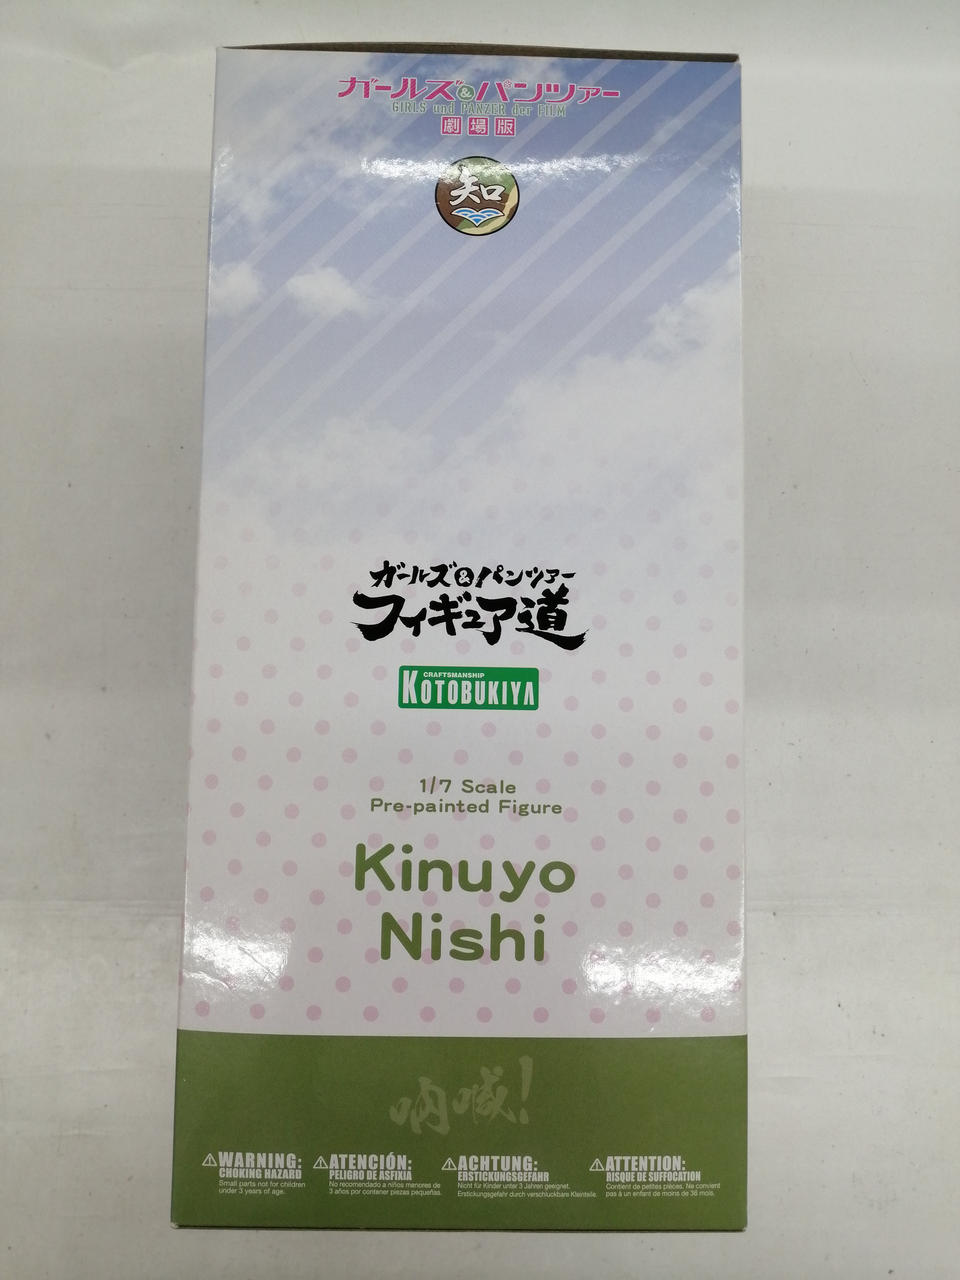 ガールズ&パンツァー
GIRLS und PANZER der FILM
劇場版
知
ガールズ&パンツァー
フィギュア道
CRAFTSMANSHIP
KOTOBUKIYA
1/7 Scale
Pre-painted Figure
Kinuyo
Nishi
吶喊!
⚠WARNING:
CHOKING HAZARD
Small parts not for children
under 3 years of age.
⚠ATENCIÓN:
PELIGRO DE ASFIXIA
No recomendado a niños menores de
3 años por contener piezas pequeñas.
⚠ACHTUNG:
ERSTICKUNGSGEFAHR
Nicht für Kinder unter 3 Jahren geeignet.
Erstickungsgefahr durch verschluckbare Kleinteile.
⚠ATTENTION:
RISQUE DE SUFFOCATION
Contient de petites pièces. Ne convient
pas à un enfant de moins de 36 mois.